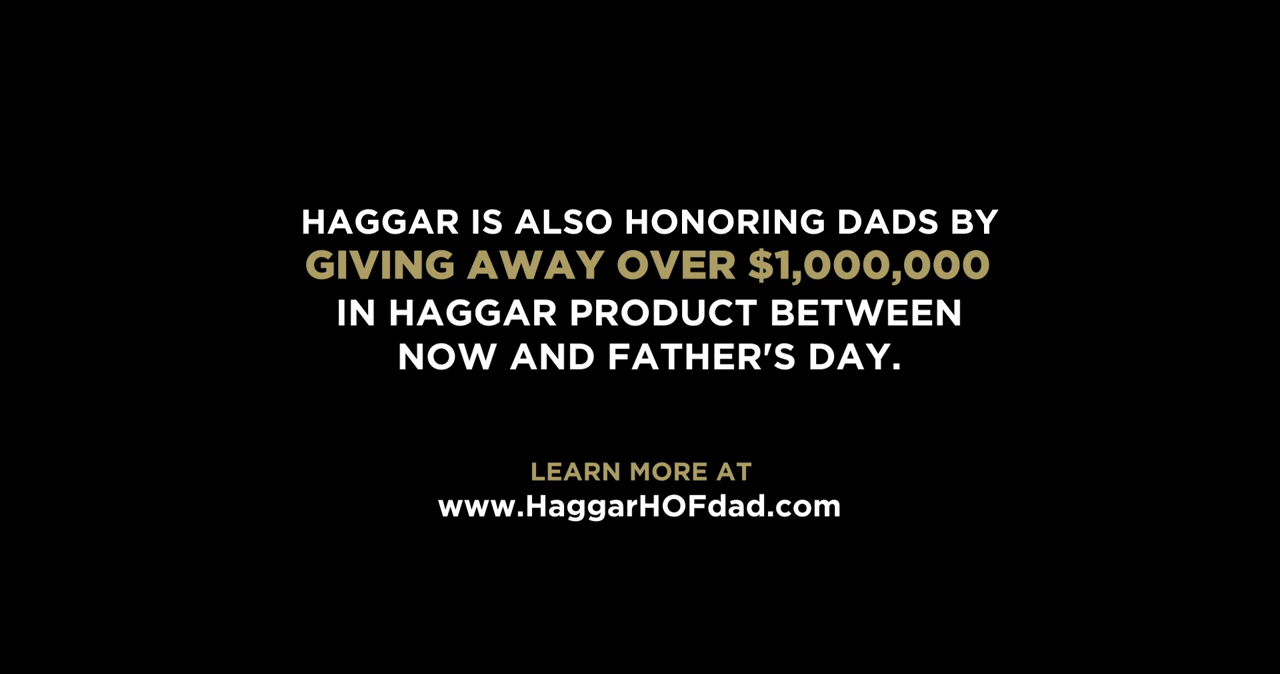 HAGGAR IS ALSO HONORING DADS BY
GIVING AWAY OVER $1,000,000
IN HAGGAR PRODUCT BETWEEN
NOW AND FATHER'S DAY.
LEARN MORE AT
www.HaggarHOFdad.com